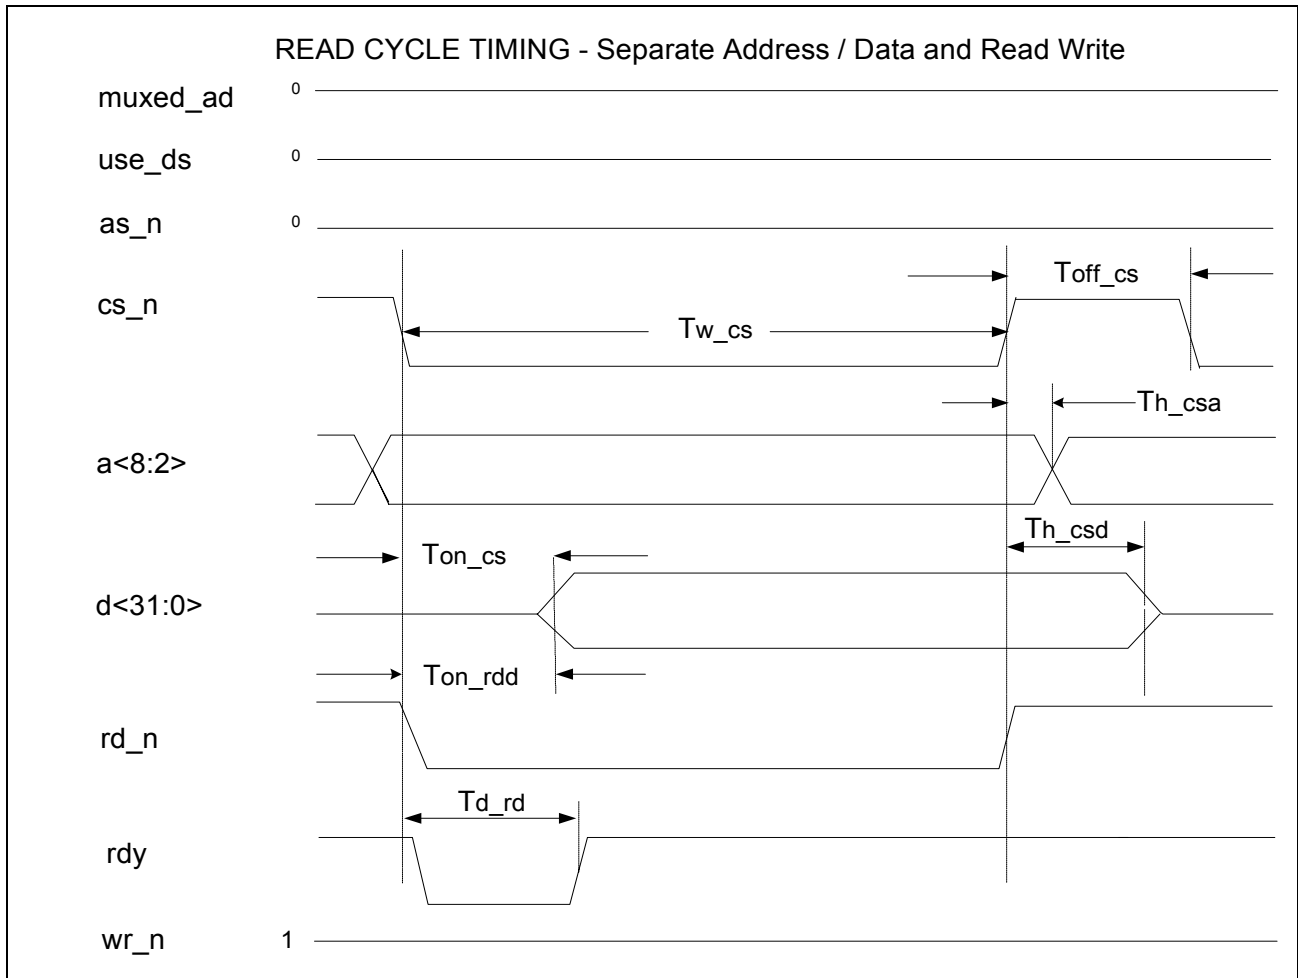 READ CYCLE TIMING - Separate Address / Data and Read Write
muxed_ad 0
use_ds 0
as_n 0
Toff_cs
cs_n
Tw_cs
Th_csa
a<8:2>
Th_csd
Ton_cs
d<31:0>
Ton_rdd
rd_n
Td_rd
rdy
wr_n 1